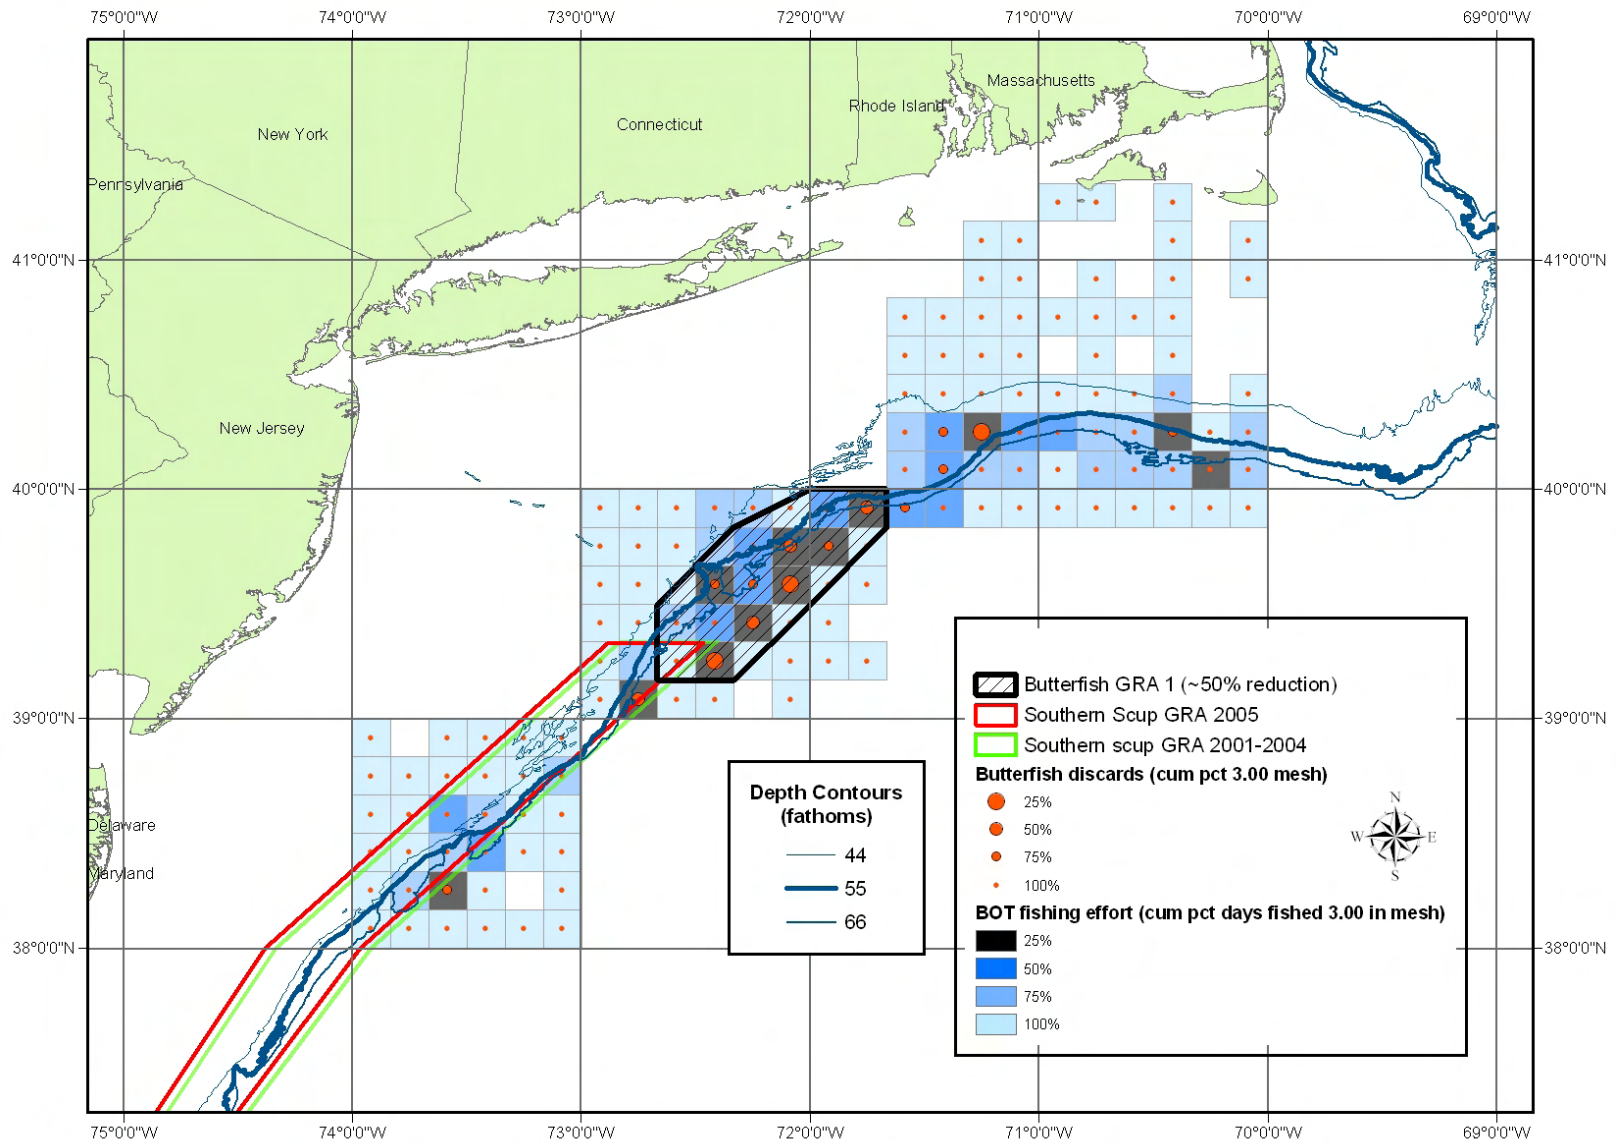 75°0'0"W 74°0'0"W 73°0'0"W 72°0'0"W 71°0'0"W 70°0'0"W 69°0'0"W
Massachusetts
Rhode Island
Connecticut
New York
Pennsylvania
41°0'0"N 41°0'0"N
New Jersey
40°0'0"N 40°0'0"N
39°0'0"N 39°0'0"N
Delaware
Maryland
38°0'0"N 38°0'0"N
Butterfish GRA 1 (~50% reduction)
Southern Scup GRA 2005
Southern scup GRA 2001-2004
Butterfish discards (cum pct 3.00 mesh)
25%
50%
75%
100%
N
W E
S
BOT fishing effort (cum pct days fished 3.00 in mesh)
25%
50%
75%
100%
Depth Contours
(fathoms)
44
55
66
75°0'0"W 74°0'0"W 73°0'0"W 72°0'0"W 71°0'0"W 70°0'0"W 69°0'0"W